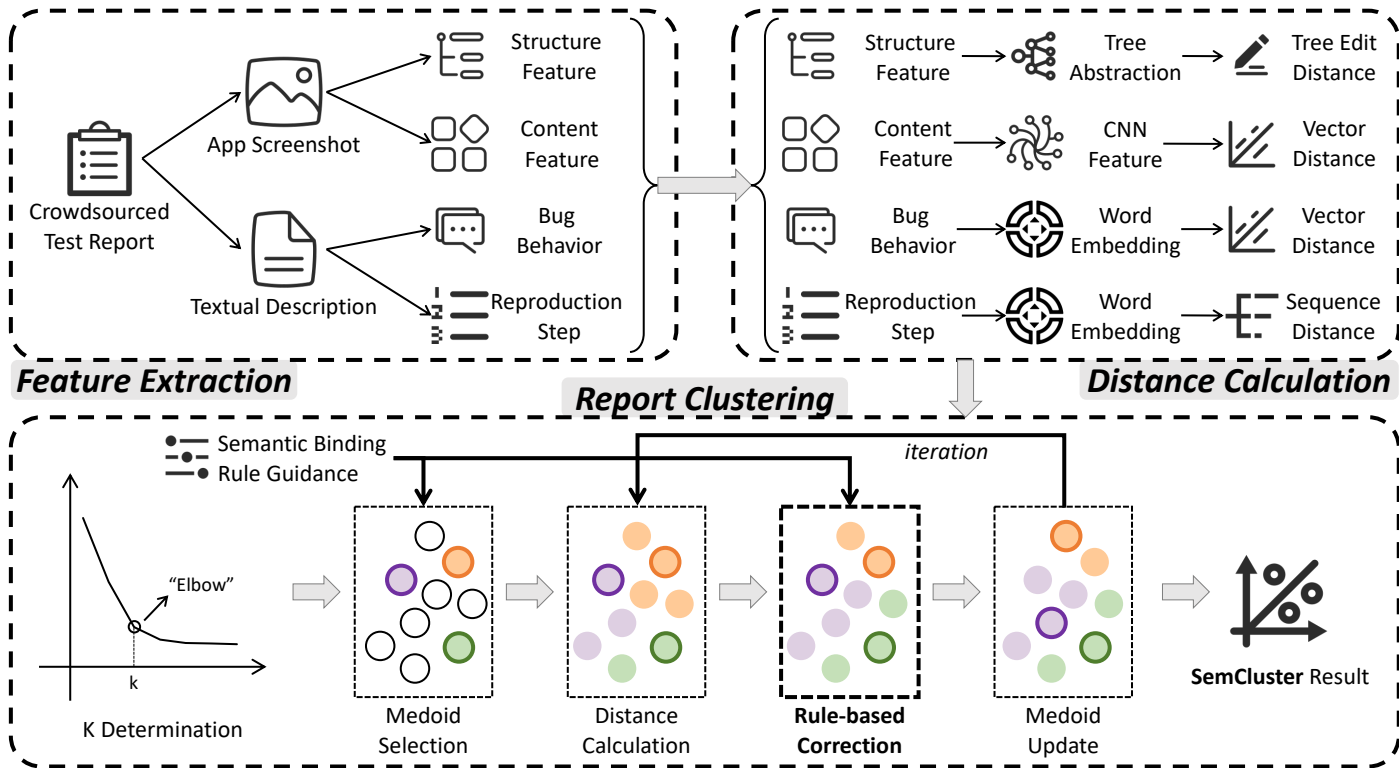 Crowdsourced
Test Report
App Screenshot
Textual Description
Structure
Feature
Content
Feature
Bug
Behavior
Reproduction
Step
Feature Extraction
Structure
Feature
Tree
Abstraction
Tree Edit
Distance
Content
Feature
CNN
Feature
Vector
Distance
Bug
Behavior
Word
Embedding
Vector
Distance
Reproduction
Step
Word
Embedding
Sequence
Distance
Distance Calculation
Report Clustering
Semantic Binding
Rule Guidance
iteration
“Elbow”
k
K Determination
Medoid
Selection
Distance
Calculation
Rule-based
Correction
Medoid
Update
SemCluster Result